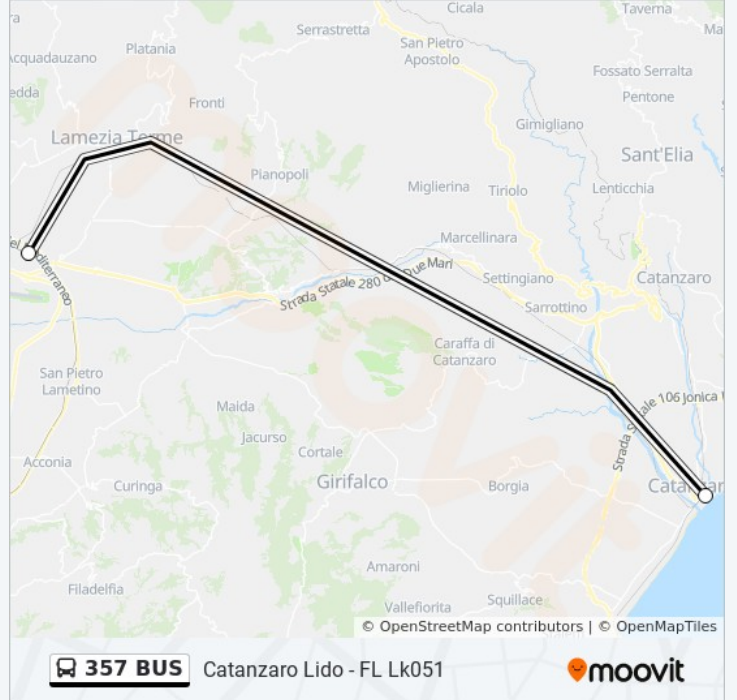 Cicala
Taverna
Serrastretta
San Pietro
Apostolo
Platania
Acquadauzano
Fossato Serralta
Pentone
Fronti
Gimigliano
Lamezia Terme
Sant'Elia
Pianopoli
Miglierina
Tiriolo
Lenticchia
Marcellinara
Settingiano
Catanzaro
Strada Statale 280 dei Due Mari
Sarrottino
Caraffa di
Catanzaro
San Pietro
Lametino
Strada Statale 106 Jonica
Maida
Jacurso
Cortale
Acconia
Girifalco
Curinga
Borgia
Amaroni
Filadelfia
Squillace
Vallefiorita
© OpenStreetMap contributors | © OpenMapTiles
357 BUS
Catanzaro Lido - FL Lk051
moovit